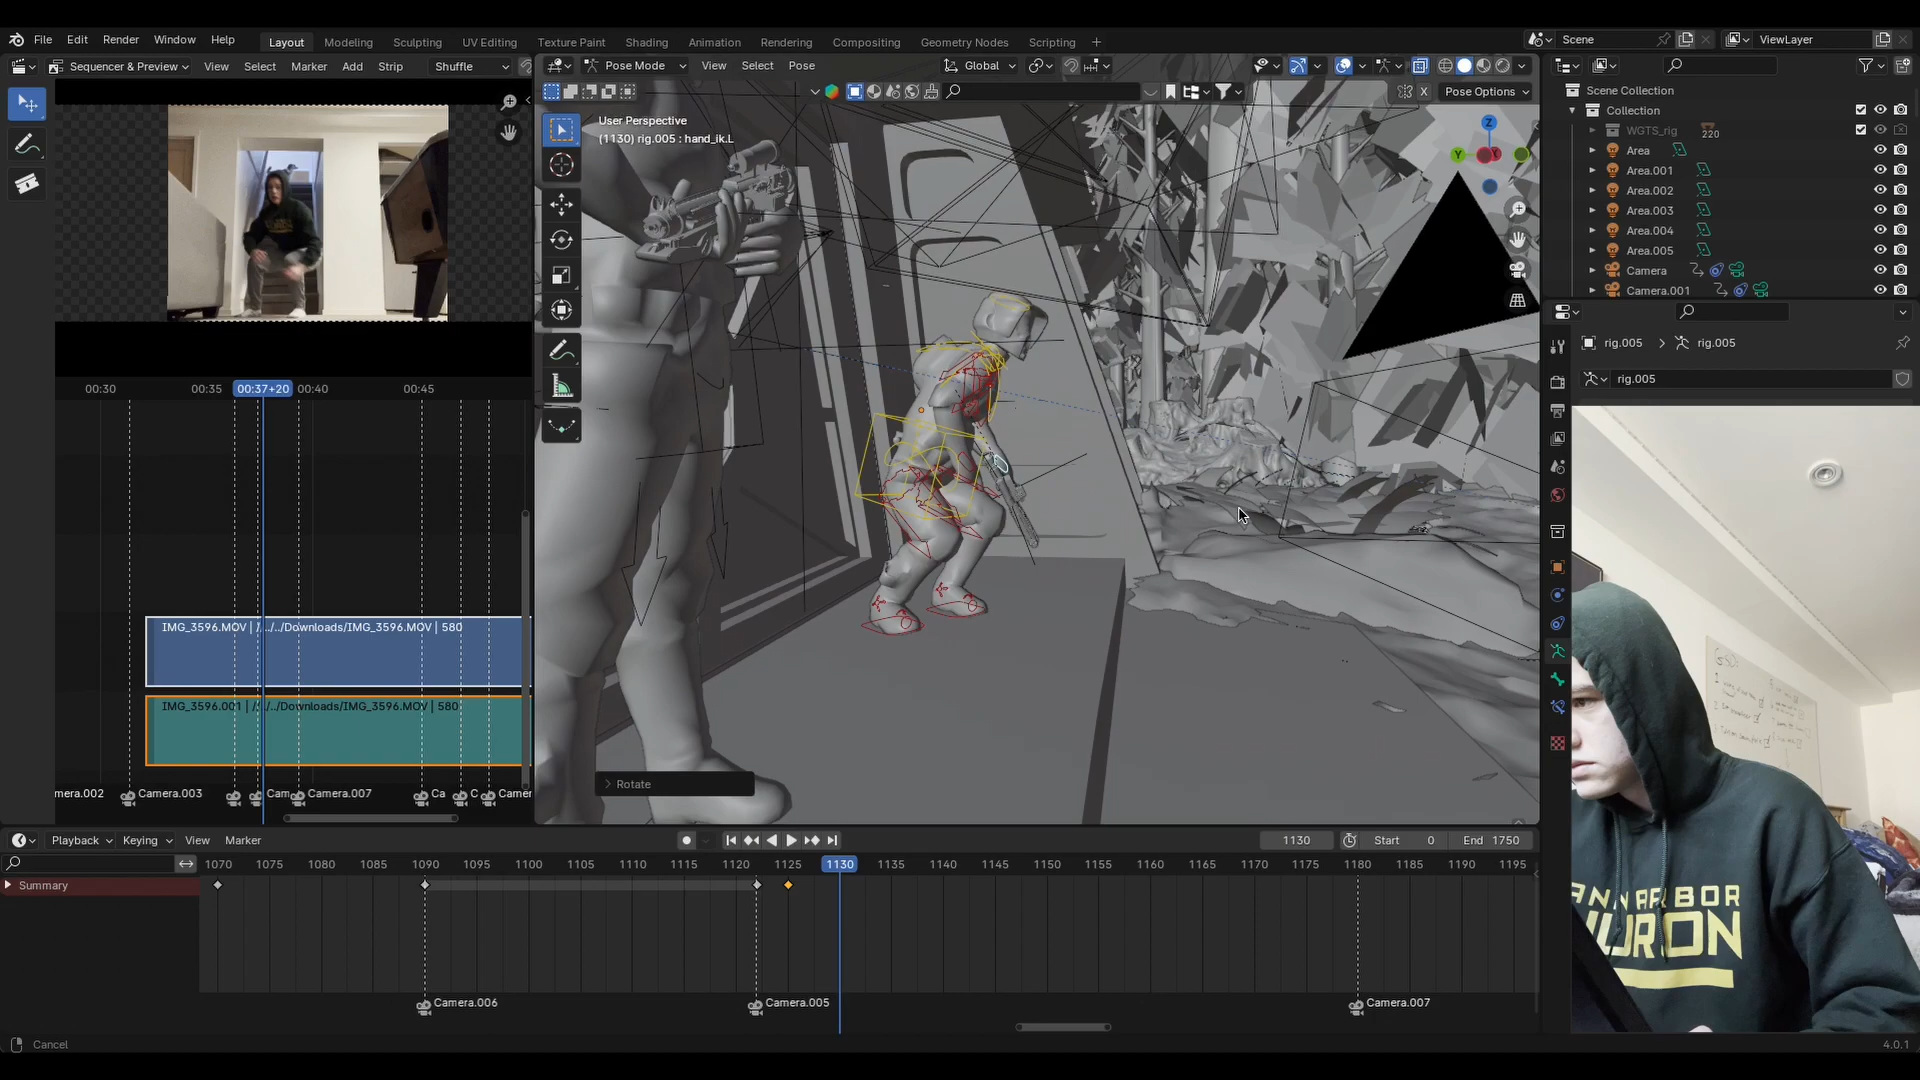 File Edit Render Window Help
Layout Modeling Sculpting UV Editing Texture Paint Shading Animation Rendering Compositing Geometry Nodes Scripting +
Scene
ViewLayer
Sequencer & Preview View Select Marker Add Strip Shuffle
Pose Mode View Select Pose
Global
X Pose Options
User Perspective
(1130) rig.005 : hand_ik.L
Z
Y
Scene Collection
Collection
WGTS_rig 220
Area
Area.001
Area.002
Area.003
Area.004
Area.005
Camera
Camera.001
rig.005 > rig.005
rig.005
00:30 00:35 00:37+20 00:40 00:45
IMG_3596.MOV | /../../Downloads/IMG_3596.MOV | 580
IMG_3596.001 | /../../Downloads/IMG_3596.MOV | 580
mera.002 Camera.003 Cam Camera.007 Ca C Camer
Rotate
ANN ARBOR
HURON
Playback Keying View Marker
1130 Start 0 End 1750
1070 1075 1080 1085 1090 1095 1100 1105 1110 1115 1120 1125 1130 1135 1140 1145 1150 1155 1160 1165 1170 1175 1180 1185 1190 1195
Summary
Camera.006 Camera.005 Camera.007
Cancel
4.0.1